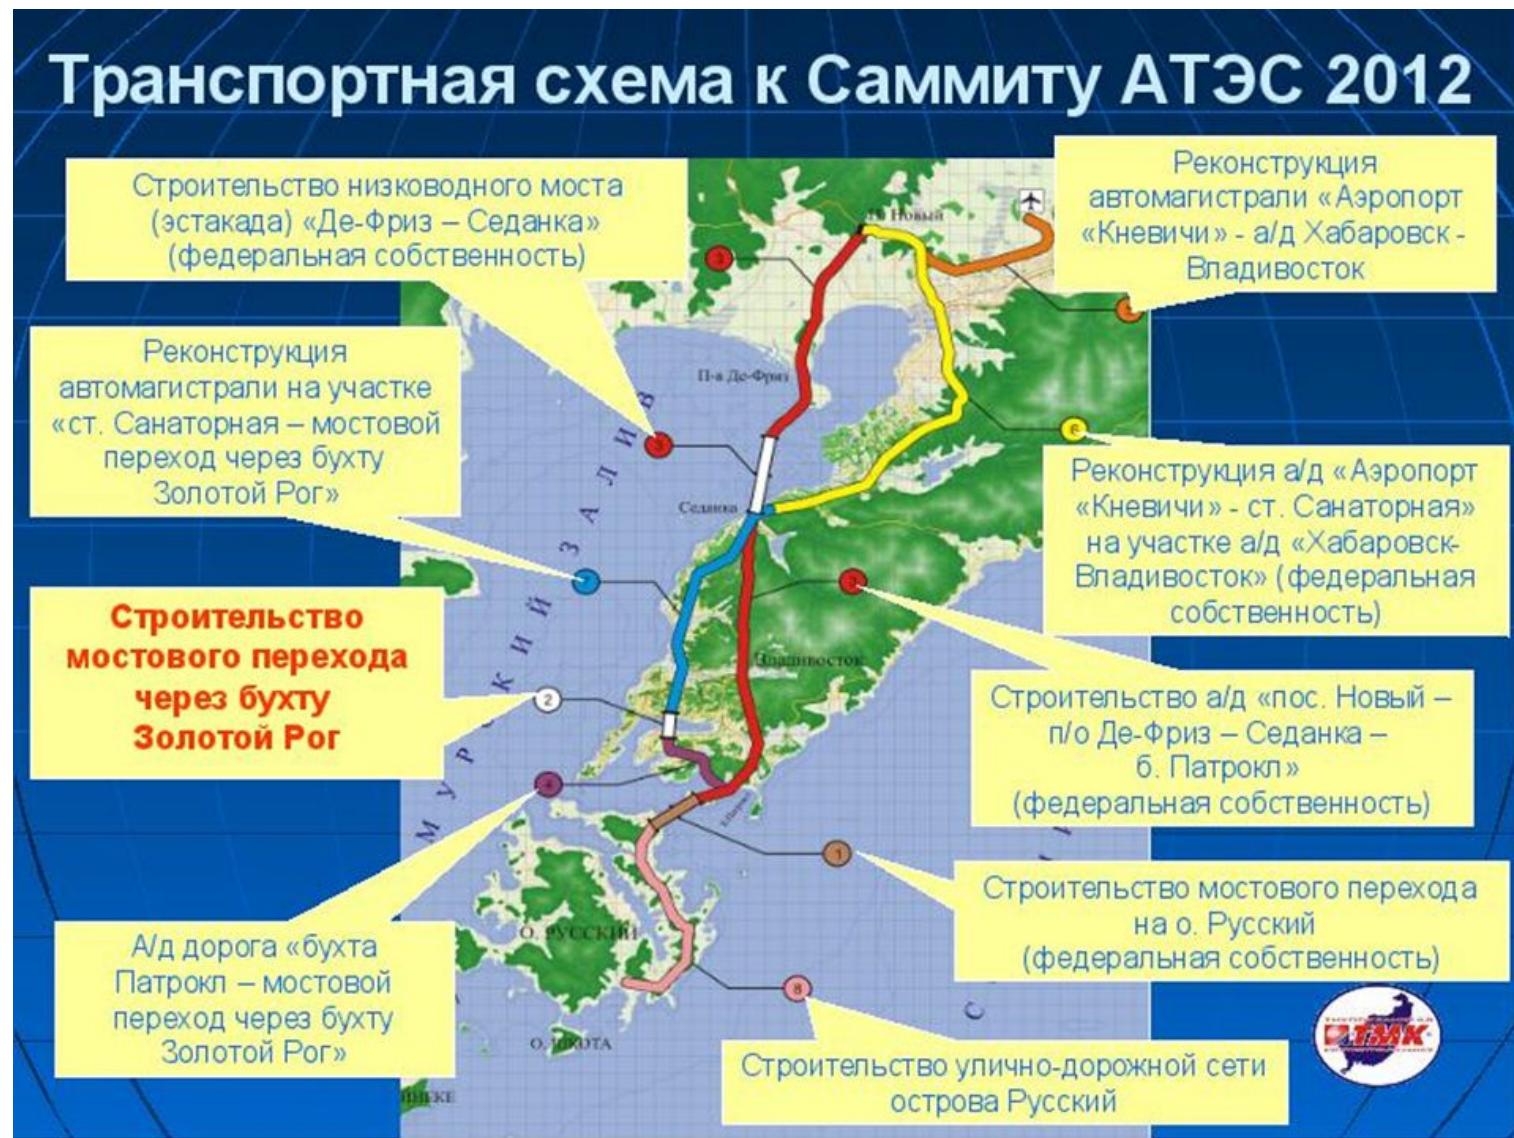 Транспортная схема к Саммиту АТЭС 2012
Строительство низководного моста
(эстакада) «Де-Фриз – Седанка»
(федеральная собственность)
Реконструкция
автомагистрали «Аэропорт
«Кневичи» - а/д Хабаровск -
Владивосток
Реконструкция
автомагистрали на участке
«ст. Санаторная – мостовой
переход через бухту
Золотой Рог»
Реконструкция а/д «Аэропорт
«Кневичи» - ст. Санаторная»
на участке а/д «Хабаровск-
Владивосток» (федеральная
собственность)
Строительство
мостового перехода
через бухту
Золотой Рог
Строительство а/д «пос. Новый –
п/о Де-Фриз – Седанка –
б. Патрокл»
(федеральная собственность)
Строительство мостового перехода
на о. Русский
(федеральная собственность)
А/д дорога «бухта
Патрокл – мостовой
переход через бухту
Золотой Рог»
Строительство улично-дорожной сети
острова Русский
Новый
П-в Де-Фриз
Седанка
Владивосток
О. РУССКИЙ
О. ШКОТА
МУРСКИЙ ЗАЛИВ
3
3
6
3
2
4
1
8
ТМК